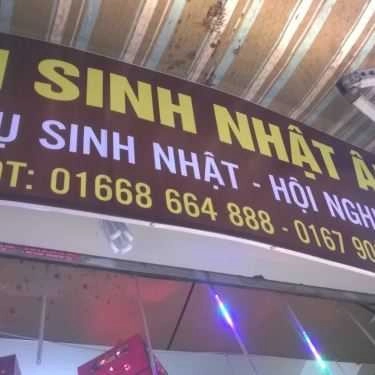 SINH NHẬT
SINH NHẬT - HỘI NGH
ĐT: 01668 664 888 - 0167 90